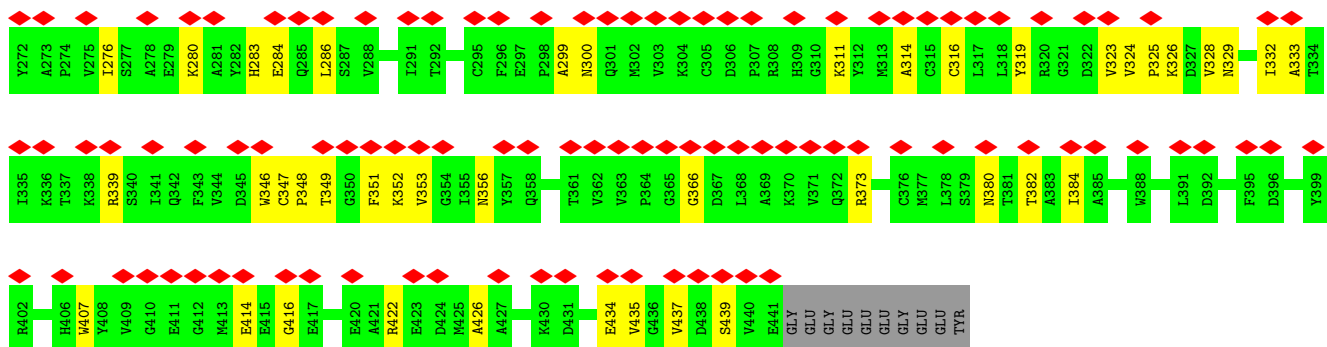 Y272 A273 P274 V275 I276 S277 A278 E279 K280 A281 Y282 H283 E284 Q285 L286 S287 V288 I291 T292 C295 F296 E297 P298 A299 N300 Q301 M302 V303 K304 C305 D306 P307 R308 H309 G310 K311 Y312 M313 A314 C315 C316 L317 L318 Y319 R320 G321 D322 V323 V324 P325 K326 D327 V328 N329 I332 A333 T334
I335 K336 T337 K338 R339 S340 I341 Q342 F343 V344 D345 W346 C347 P348 T349 G350 F351 K352 V353 G354 I355 N356 Y357 Q358 T361 V362 V363 P364 G365 G366 D367 L368 A369 K370 V371 Q372 R373 C376 M377 L378 S379 N380 T381 T382 A383 I384 A385 W388 L391 D392 F395 D396 Y399
R402 H406 W407 Y408 V409 G410 E411 G412 M413 E414 E415 G416 E417 E420 A421 R422 E423 D424 M425 A426 A427 K430 D431 E434 V435 G436 V437 D438 S439 V440 E441 GLY GLU GLY GLU GLU GLU GLY GLU GLU TYR